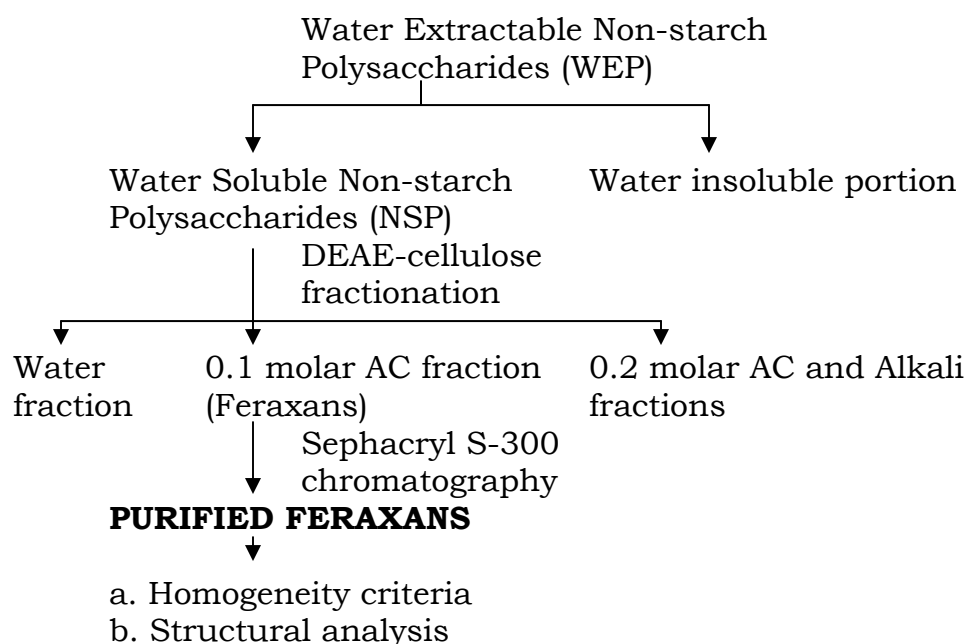 Water Extractable Non-starch
Polysaccharides (WEP)
Water Soluble Non-starch
Polysaccharides (NSP)
Water insoluble portion
DEAE-cellulose
fractionation
Water
fraction
0.1 molar AC fraction
(Feraxans)
0.2 molar AC and Alkali
fractions
Sephacryl S-300
chromatography
PURIFIED FERAXANS
a. Homogeneity criteria
b. Structural analysis